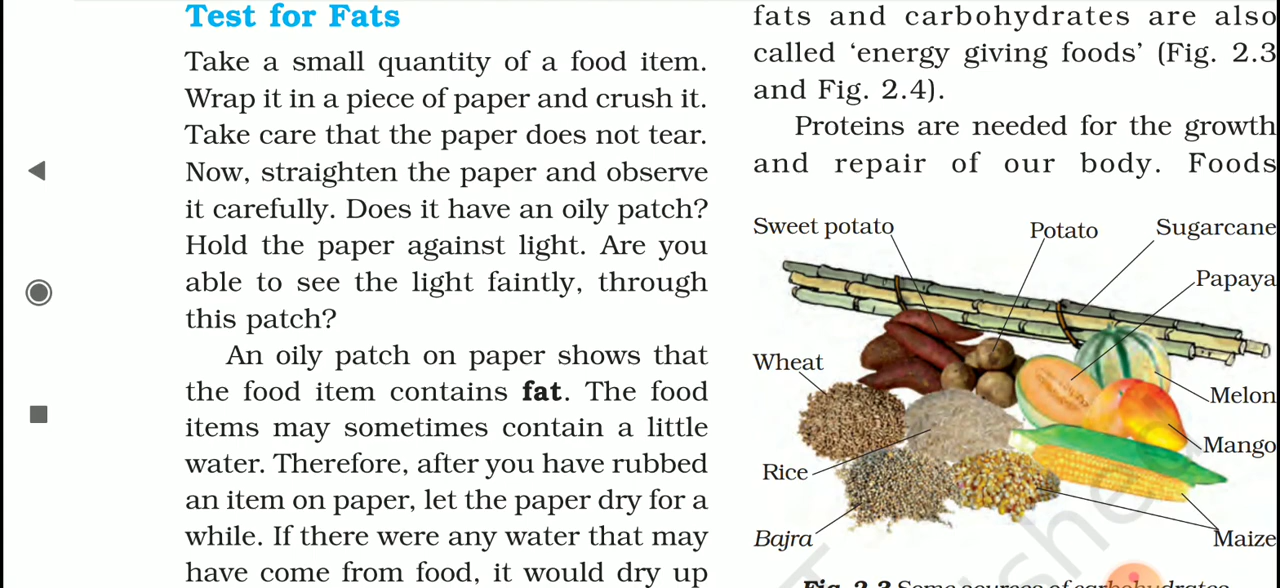 Test for Fats
Take a small quantity of a food item.
Wrap it in a piece of paper and crush it.
Take care that the paper does not tear.
Now, straighten the paper and observe
it carefully. Does it have an oily patch?
Hold the paper against light. Are you
able to see the light faintly, through
this patch?
An oily patch on paper shows that
the food item contains fat. The food
items may sometimes contain a little
water. Therefore, after you have rubbed
an item on paper, let the paper dry for a
while. If there were any water that may
have come from food, it would dry up
fats and carbohydrates are also
called ‘energy giving foods’ (Fig. 2.3
and Fig. 2.4).
Proteins are needed for the growth
and repair of our body. Foods
Sweet potato
Potato
Sugarcane
Papaya
Wheat
Melon
Mango
Rice
Bajra
Maize
Fig. 2.3 Some sources of carbohydrates